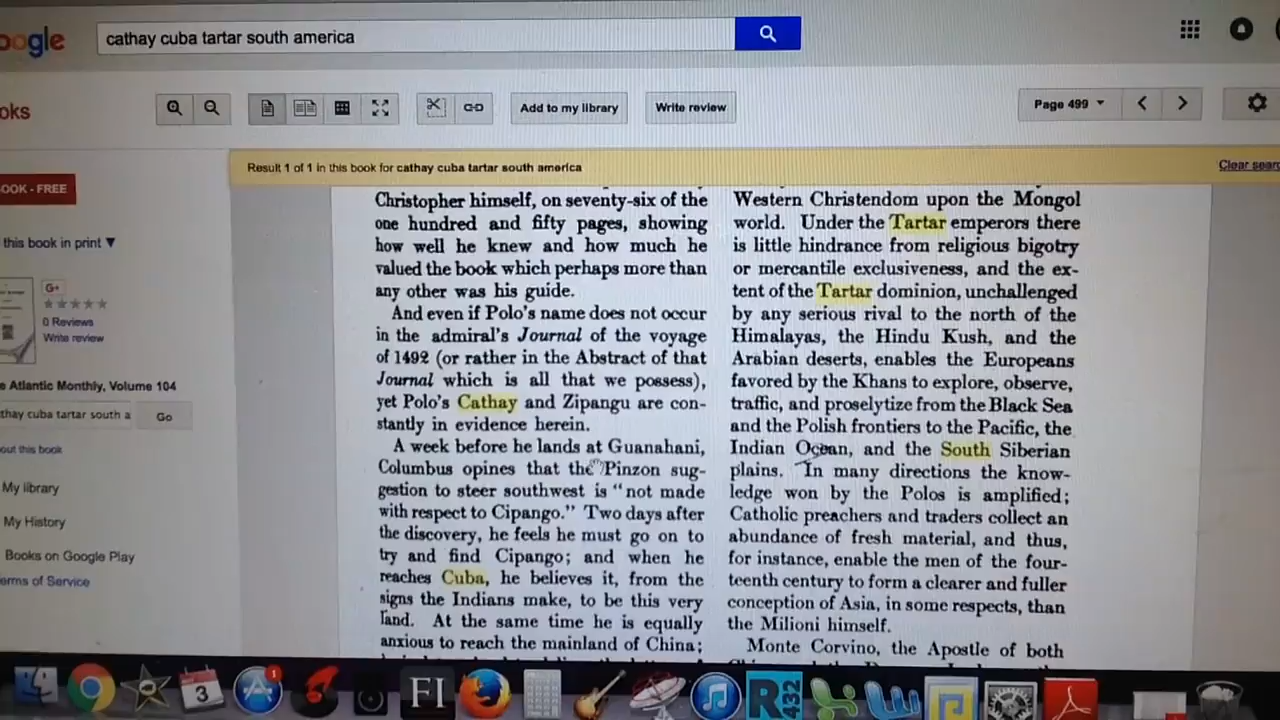 oogle
cathay cuba tartar south america
oks
Add to my library
Write review
Page 499
OOK - FREE
Result 1 of 1 in this book for cathay cuba tartar south america
Clear sear
this book in print ▼
G+
0 Reviews
Write review
e Atlantic Monthly, Volume 104
thay cuba tartar south a
Go
out this book
My library
My History
Books on Google Play
erms of Service
Christopher himself, on seventy-six of the
one hundred and fifty pages, showing
how well he knew and how much he
valued the book which perhaps more than
any other was his guide.
And even if Polo's name does not occur
in the admiral's Journal of the voyage
of 1492 (or rather in the Abstract of that
Journal which is all that we possess),
yet Polo's Cathay and Zipangu are con-
stantly in evidence herein.
A week before he lands at Guanahani,
Columbus opines that the Pinzon sug-
gestion to steer southwest is "not made
with respect to Cipango." Two days after
the discovery, he feels he must go on to
try and find Cipango; and when he
reaches Cuba, he believes it, from the
signs the Indians make, to be this very
land. At the same time he is equally
anxious to reach the mainland of China;
Western Christendom upon the Mongol
world. Under the Tartar emperors there
is little hindrance from religious bigotry
or mercantile exclusiveness, and the ex-
tent of the Tartar dominion, unchallenged
by any serious rival to the north of the
Himalayas, the Hindu Kush, and the
Arabian deserts, enables the Europeans
favored by the Khans to explore, observe,
traffic, and proselytize from the Black Sea
and the Polish frontiers to the Pacific, the
Indian Ocean, and the South Siberian
plains. In many directions the know-
ledge won by the Polos is amplified;
Catholic preachers and traders collect an
abundance of fresh material, and thus,
for instance, enable the men of the four-
teenth century to form a clearer and fuller
conception of Asia, in some respects, than
the Milioni himself.
Monte Corvino, the Apostle of both
3
1
FI
R
432